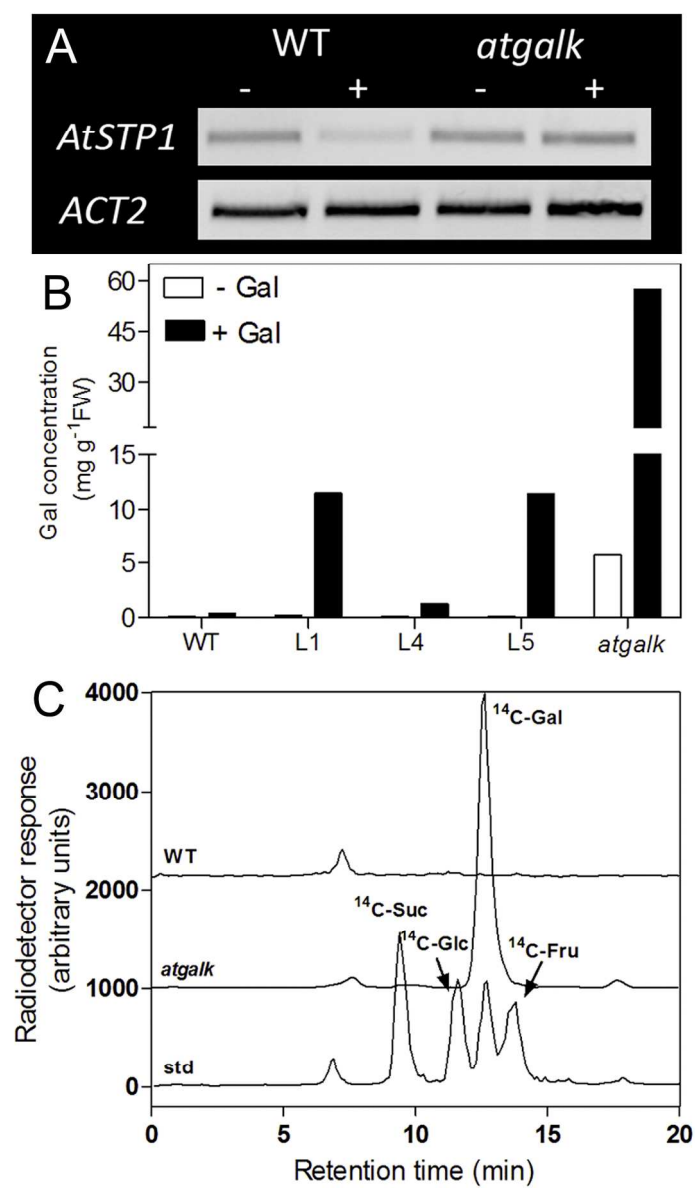 A
WT atgalk
- + - +
AtSTP1
ACT2
B
- Gal
+ Gal
Gal concentration
(mg g-1FW)
60
45
30
15
10
5
0
WT L1 L4 L5 atgalk
C
Radiodetector response
(arbitrary units)
4000
3000
2000
1000
0
14C-Gal
WT
14C-Suc
14C-Glc
14C-Fru
atgalk
std
0 5 10 15 20
Retention time (min)